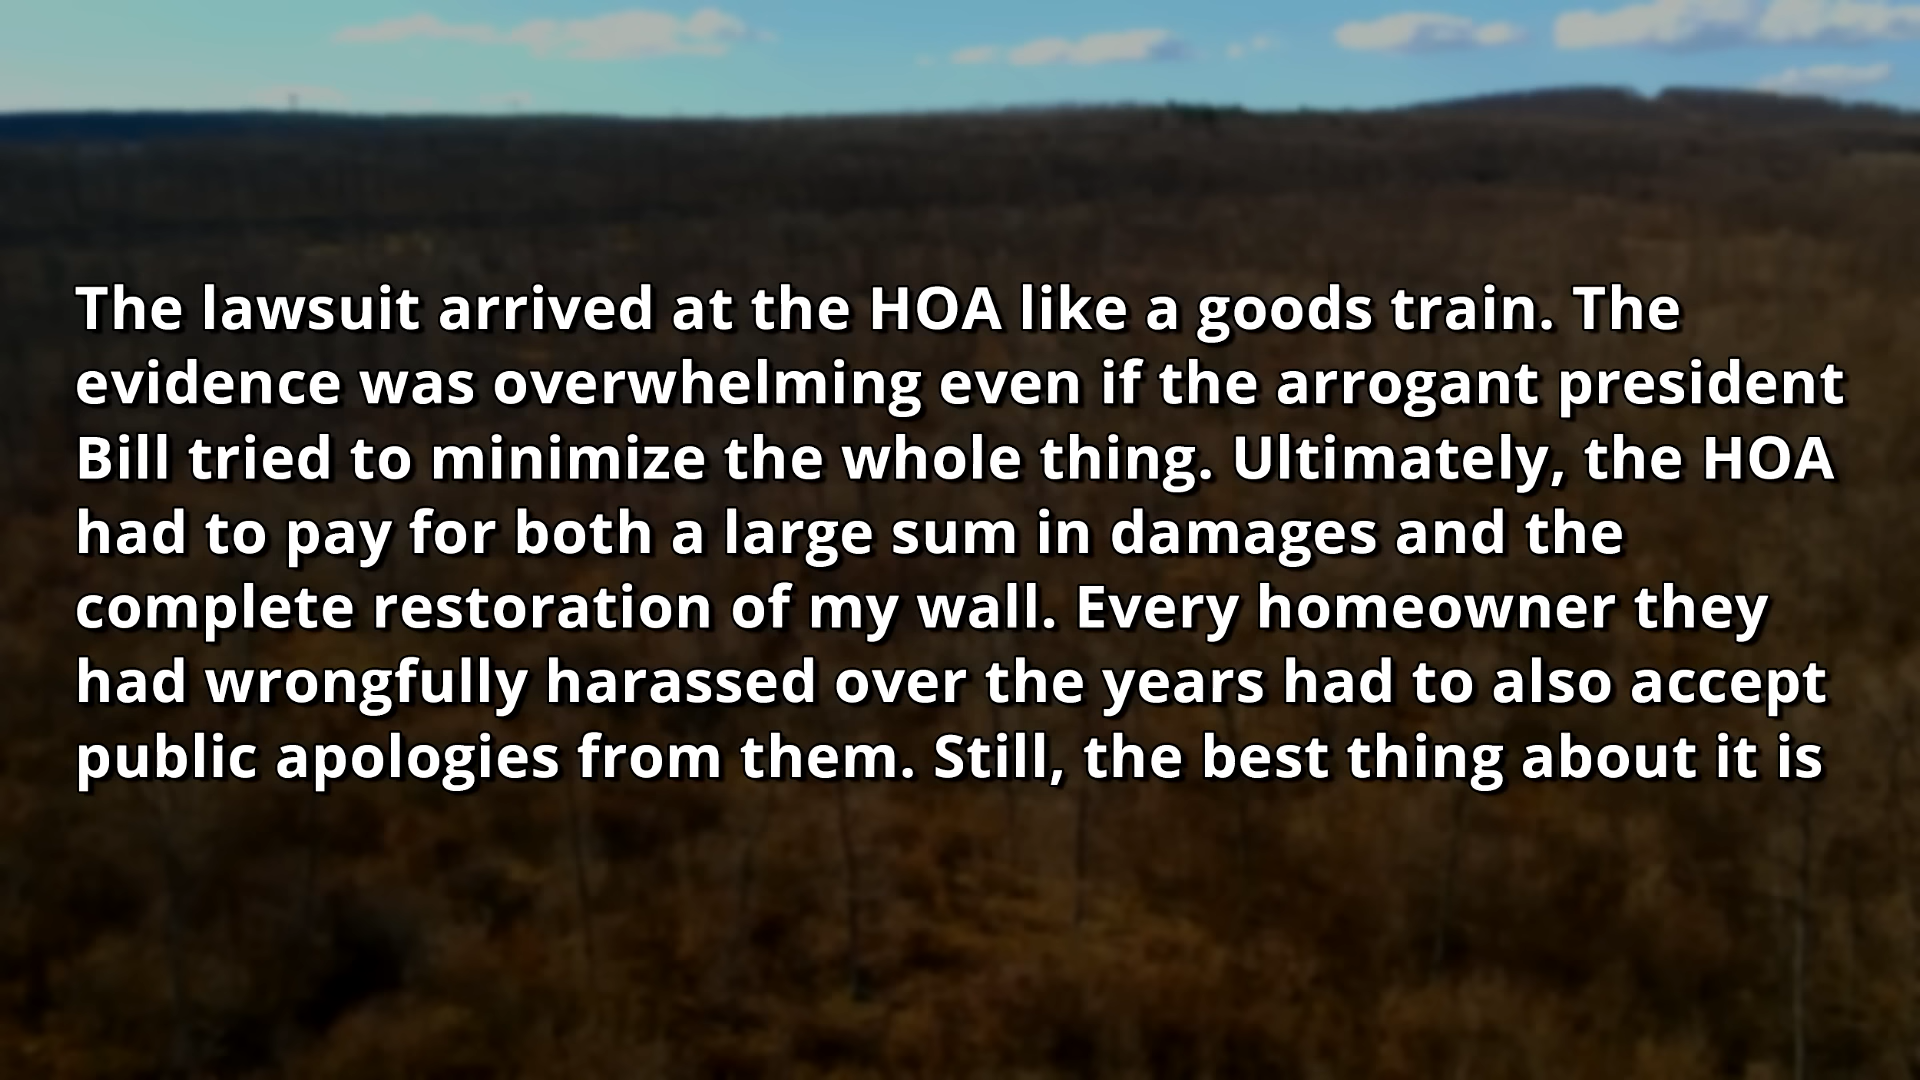 The lawsuit arrived at the HOA like a goods train. The
evidence was overwhelming even if the arrogant president
Bill tried to minimize the whole thing. Ultimately, the HOA
had to pay for both a large sum in damages and the
complete restoration of my wall. Every homeowner they
had wrongfully harassed over the years had to also accept
public apologies from them. Still, the best thing about it is